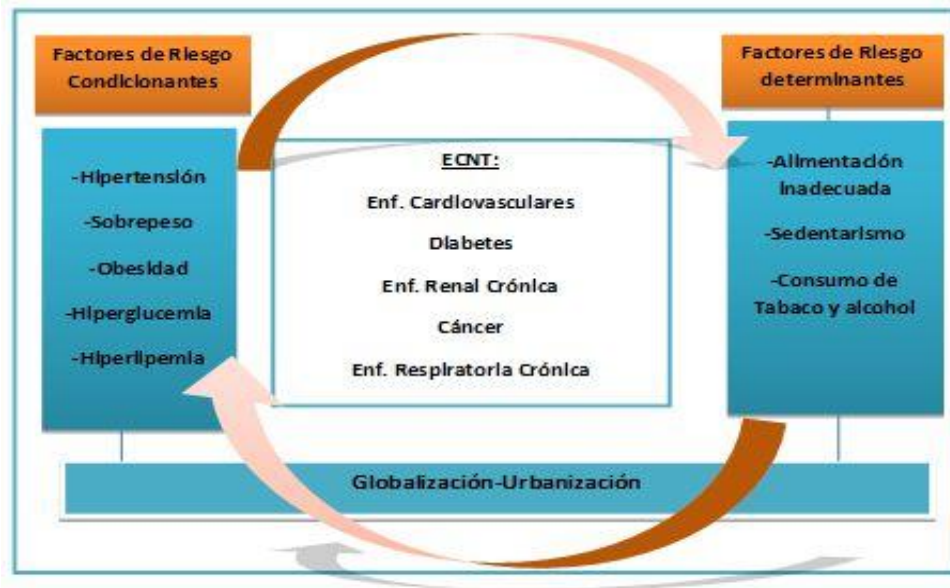 Factores de Riesgo
Condicionantes
-Hipertensión
-Sobrepeso
-Obesidad
-Hiperglucemia
-Hiperlipemia
ECNT:
Enf. Cardiovasculares
Diabetes
Enf. Renal Crónica
Cáncer
Enf. Respiratoria Crónica
Factores de Riesgo
determinantes
-Alimentación
inadecuada
-Sedentarismo
-Consumo de
Tabaco y alcohol
Globalización-Urbanización